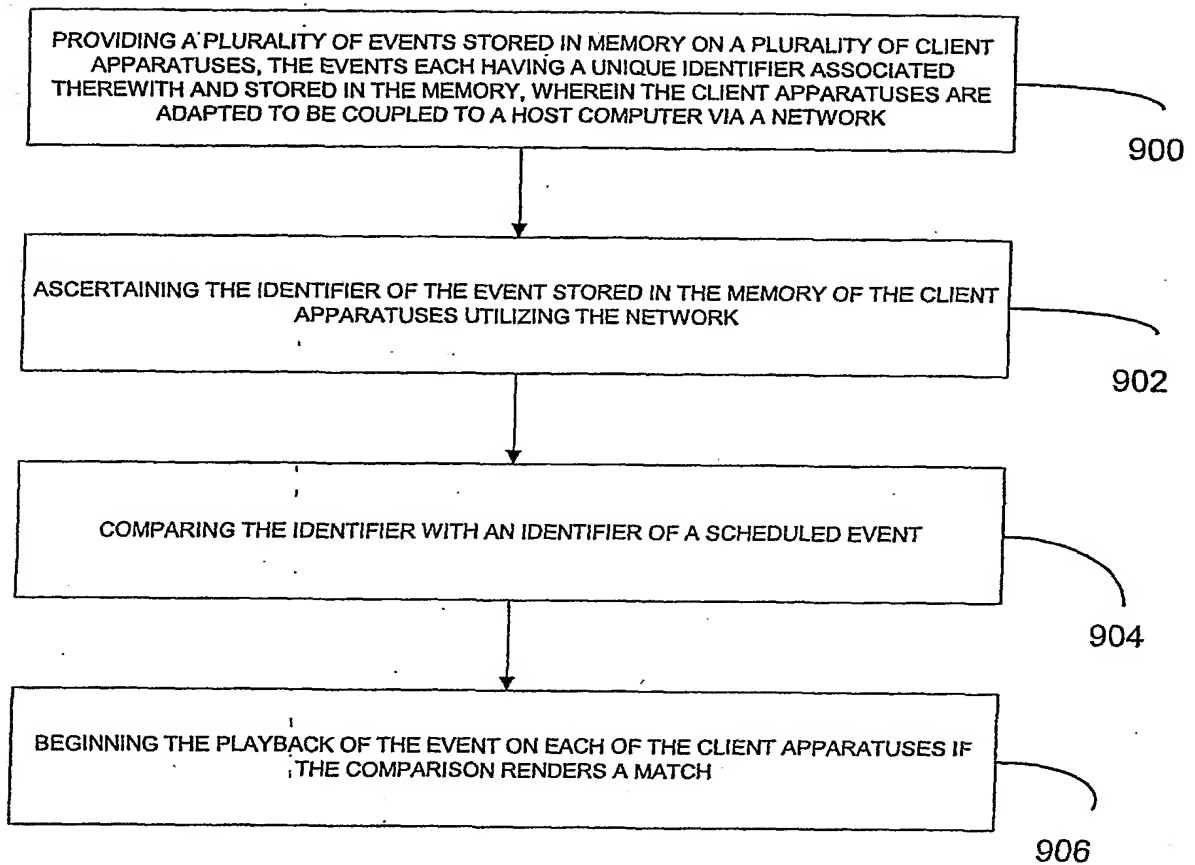 PROVIDING A PLURALITY OF EVENTS STORED IN MEMORY ON A PLURALITY OF CLIENT
APPARATUSES, THE EVENTS EACH HAVING A UNIQUE IDENTIFIER ASSOCIATED
THEREWITH AND STORED IN THE MEMORY, WHEREIN THE CLIENT APPARATUSES ARE
ADAPTED TO BE COUPLED TO A HOST COMPUTER VIA A NETWORK
900
ASCERTAINING THE IDENTIFIER OF THE EVENT STORED IN THE MEMORY OF THE CLIENT
APPARATUSES UTILIZING THE NETWORK
902
COMPARING THE IDENTIFIER WITH AN IDENTIFIER OF A SCHEDULED EVENT
904
BEGINNING THE PLAYBACK OF THE EVENT ON EACH OF THE CLIENT APPARATUSES IF
THE COMPARISON RENDERS A MATCH
906